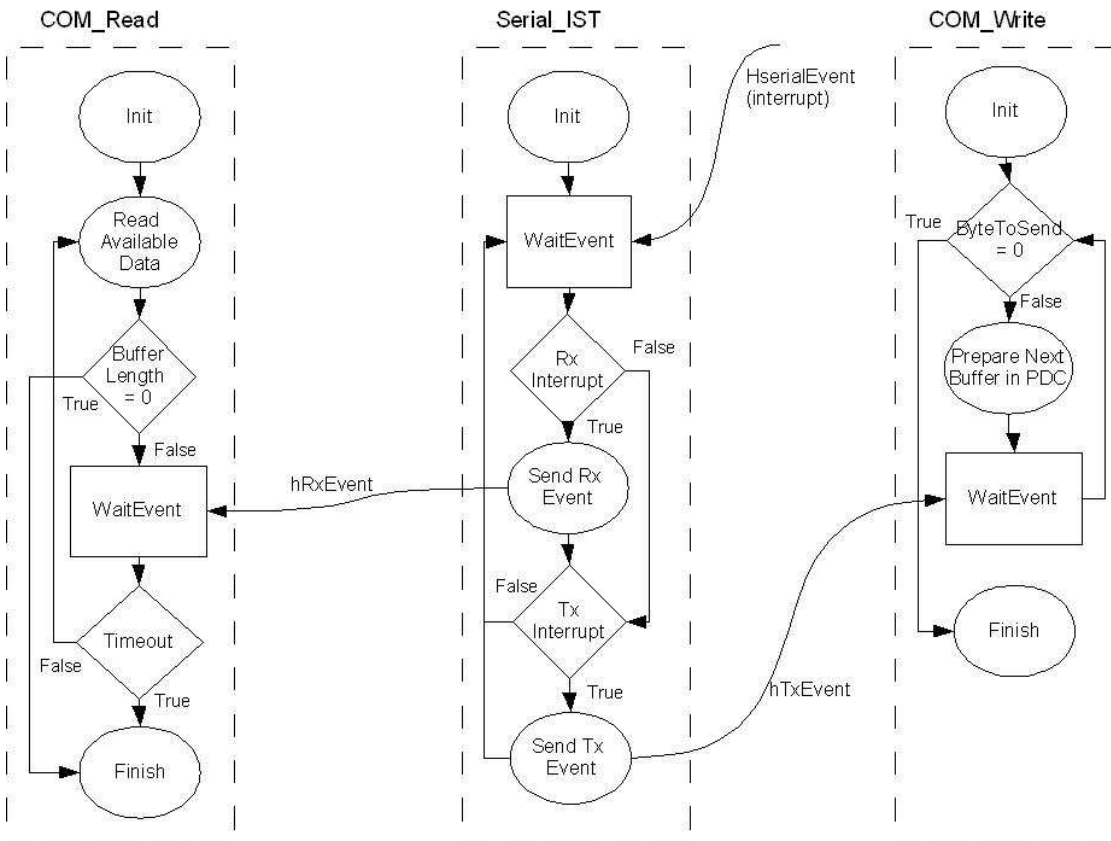 COM_Read
Init
Read
Available
Data
Buffer
Length
= 0
True
False
WaitEvent
Timeout
False
True
Finish
hRxEvent
Serial_IST
HserialEvent
(interrupt)
Init
WaitEvent
Rx
Interrupt
False
True
Send Rx
Event
False
Tx
Interrupt
True
Send Tx
Event
hTxEvent
COM_Write
Init
True
ByteToSend
= 0
False
Prepare Next
Buffer in PDC
WaitEvent
Finish